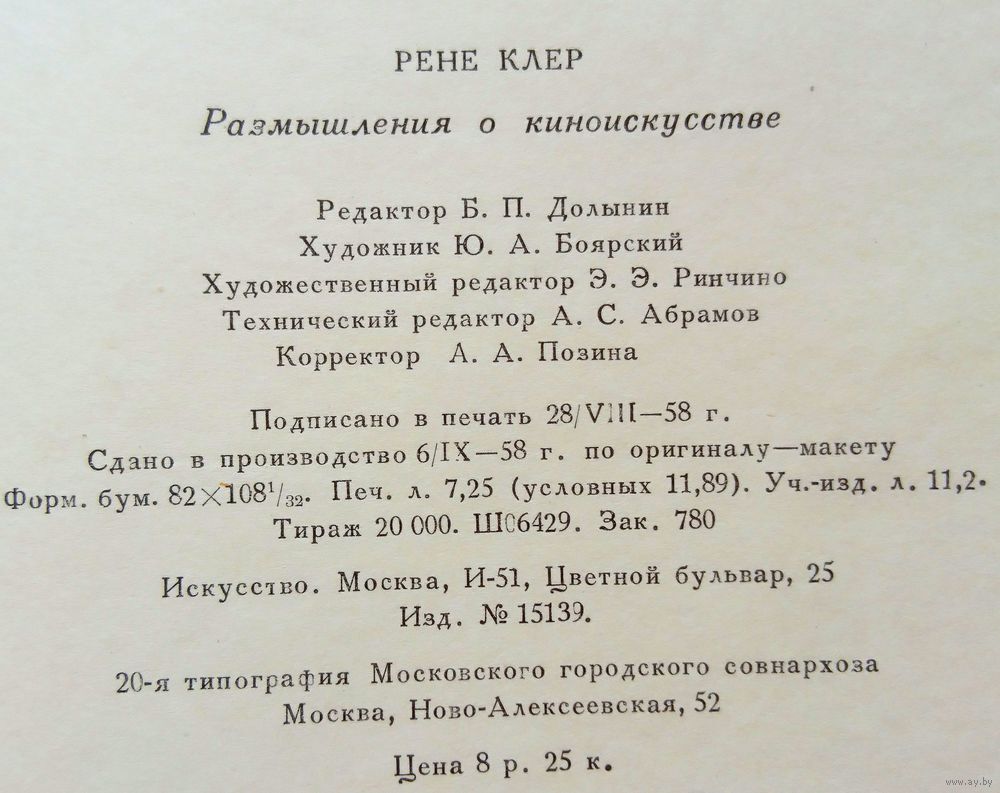 РЕНЕ КЛЕР
Размышления о киноискусстве
Редактор Б. П. Долынин
Художник Ю. А. Боярский
Художественный редактор Э. Э. Ринчино
Технический редактор А. С. Абрамов
Корректор А. А. Позина
Подписано в печать 28/VIII—58 г.
Сдано в производство 6/IX—58 г. по оригиналу—макету
Форм. бум. 82×108¹/₃₂. Печ. л. 7,25 (условных 11,89). Уч.-изд. л. 11,2.
Тираж 20 000. Ш06429. Зак. 780
Искусство. Москва, И-51, Цветной бульвар, 25
Изд. № 15139.
20-я типография Московского городского совнархоза
Москва, Ново-Алексеевская, 52
Цена 8 р. 25 к.
www.ay.by